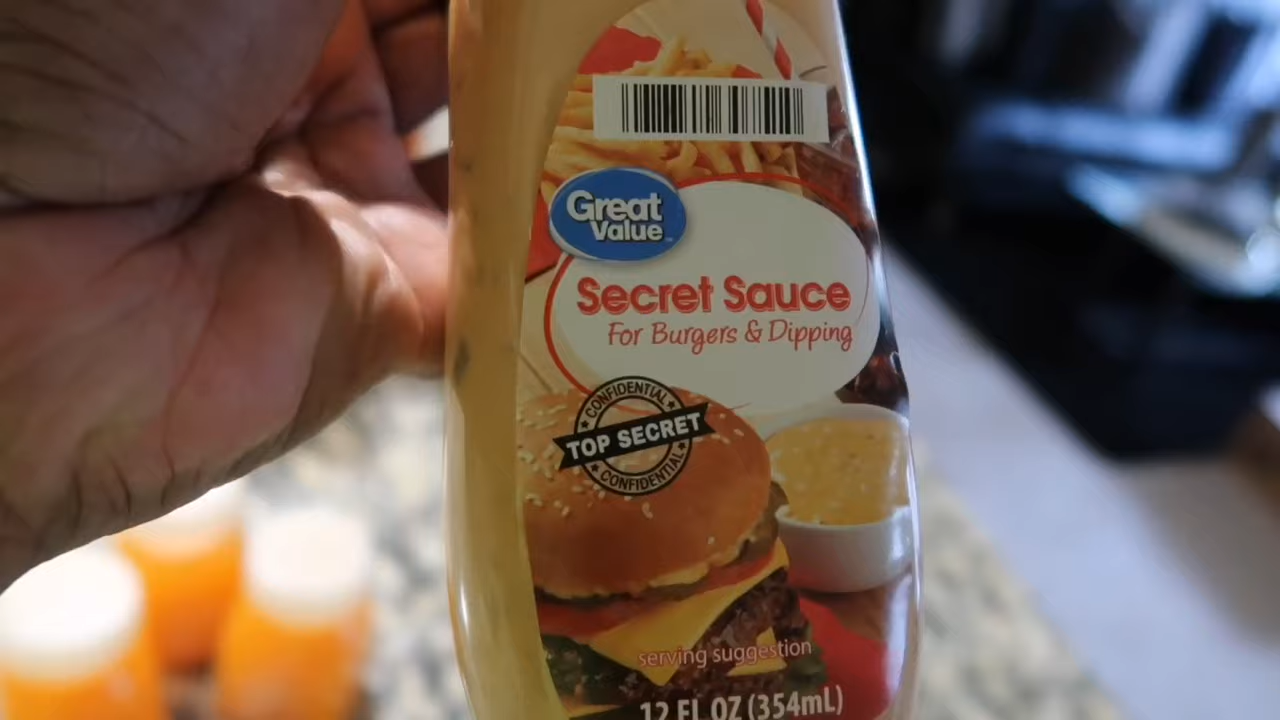 Great
Value
Secret Sauce
For Burgers & Dipping
CONFIDENTIAL
TOP SECRET
CONFIDENTIAL
serving suggestion
12 FL OZ (354mL)